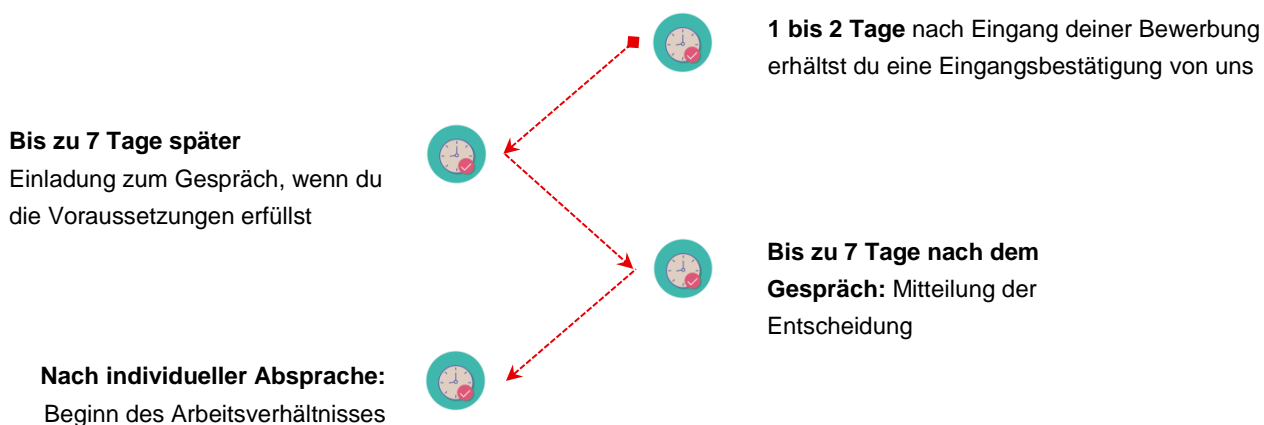 1 bis 2 Tage nach Eingang deiner Bewerbung
erhältst du eine Eingangsbestätigung von uns
Bis zu 7 Tage später
Einladung zum Gespräch, wenn du
die Voraussetzungen erfüllst
Bis zu 7 Tage nach dem
Gespräch: Mitteilung der
Entscheidung
Nach individueller Absprache:
Beginn des Arbeitsverhältnisses